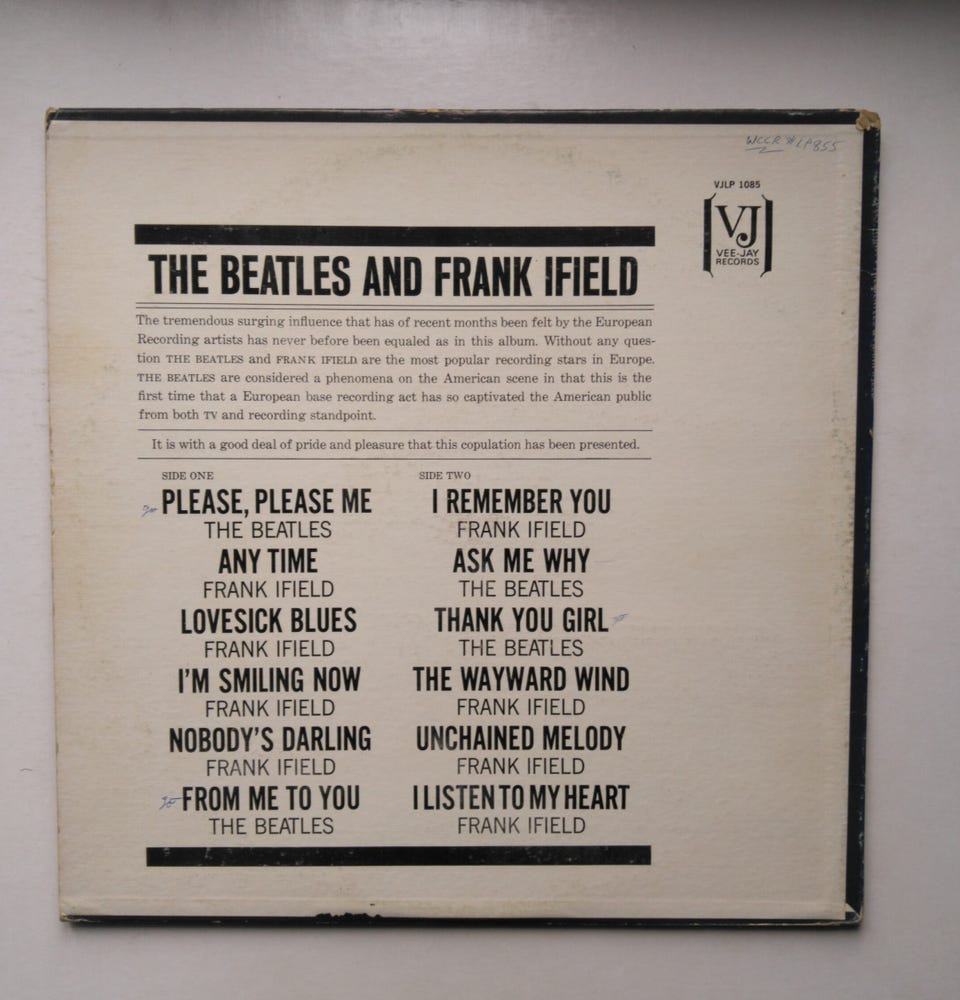 WCCR #LP855
VJLP 1085
VJ
VEE-JAY
RECORDS
THE BEATLES AND FRANK IFIELD
The tremendous surging influence that has of recent months been felt by the European
Recording artists has never before been equaled as in this album. Without any ques-
tion THE BEATLES and FRANK IFIELD are the most popular recording stars in Europe.
THE BEATLES are considered a phenomena on the American scene in that this is the
first time that a European base recording act has so captivated the American public
from both TV and recording standpoint.
It is with a good deal of pride and pleasure that this copulation has been presented.
SIDE ONE
PLEASE, PLEASE ME
THE BEATLES
ANY TIME
FRANK IFIELD
LOVESICK BLUES
FRANK IFIELD
I'M SMILING NOW
FRANK IFIELD
NOBODY'S DARLING
FRANK IFIELD
FROM ME TO YOU
THE BEATLES
SIDE TWO
I REMEMBER YOU
FRANK IFIELD
ASK ME WHY
THE BEATLES
THANK YOU GIRL
THE BEATLES
THE WAYWARD WIND
FRANK IFIELD
UNCHAINED MELODY
FRANK IFIELD
I LISTEN TO MY HEART
FRANK IFIELD